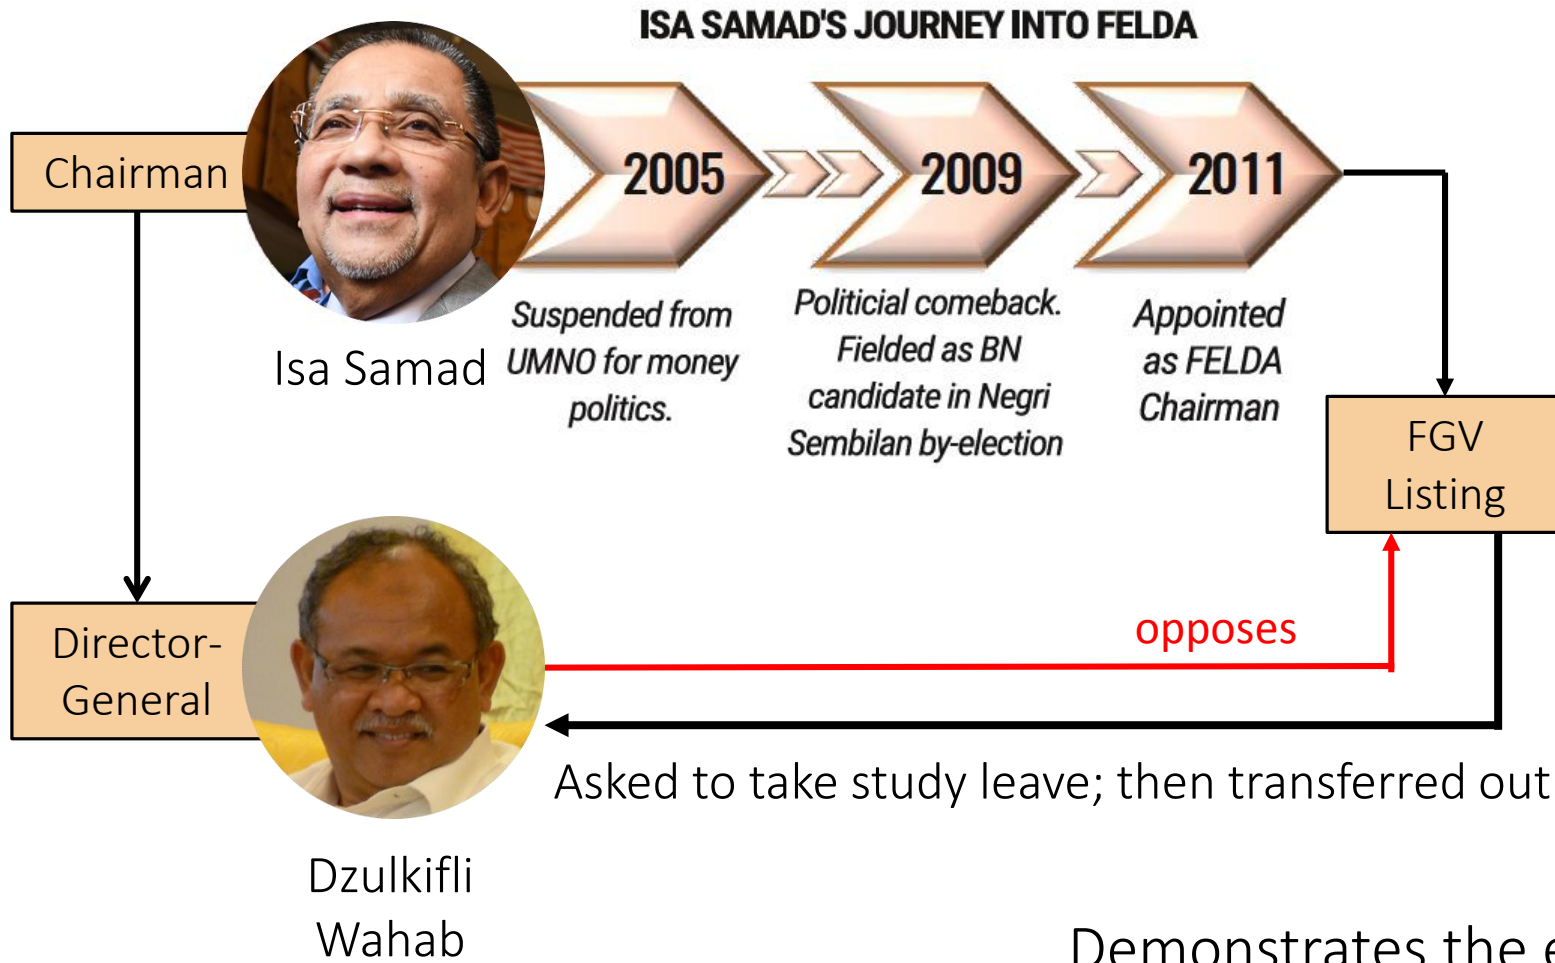 ISA SAMAD'S JOURNEY INTO FELDA
Chairman
2005
2009
2011
Isa Samad
Suspended from
UMNO for money
politics.
Politicial comeback.
Fielded as BN
candidate in Negri
Sembilan by-election
Appointed
as FELDA
Chairman
FGV
Listing
Director-
General
opposes
Asked to take study leave; then transferred out
Dzulkifli
Wahab
Demonstrates the